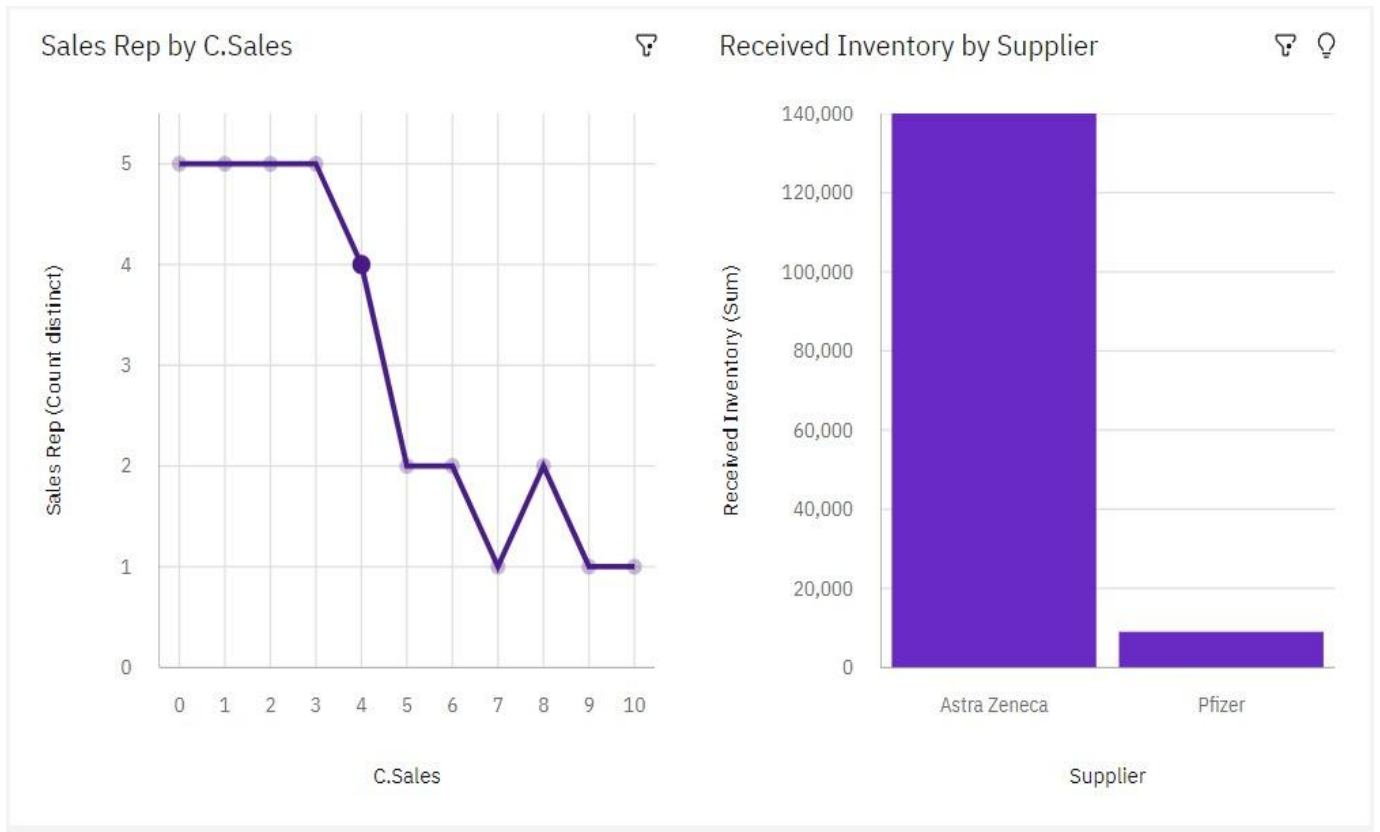 Sales Rep by C.Sales
Sales Rep (Count distinct)
5
4
3
2
1
0
0 1 2 3 4 5 6 7 8 9 10
C.Sales
Received Inventory by Supplier
Received Inventory (Sum)
140,000
120,000
100,000
80,000
60,000
40,000
20,000
0
Astra Zeneca Pfizer
Supplier